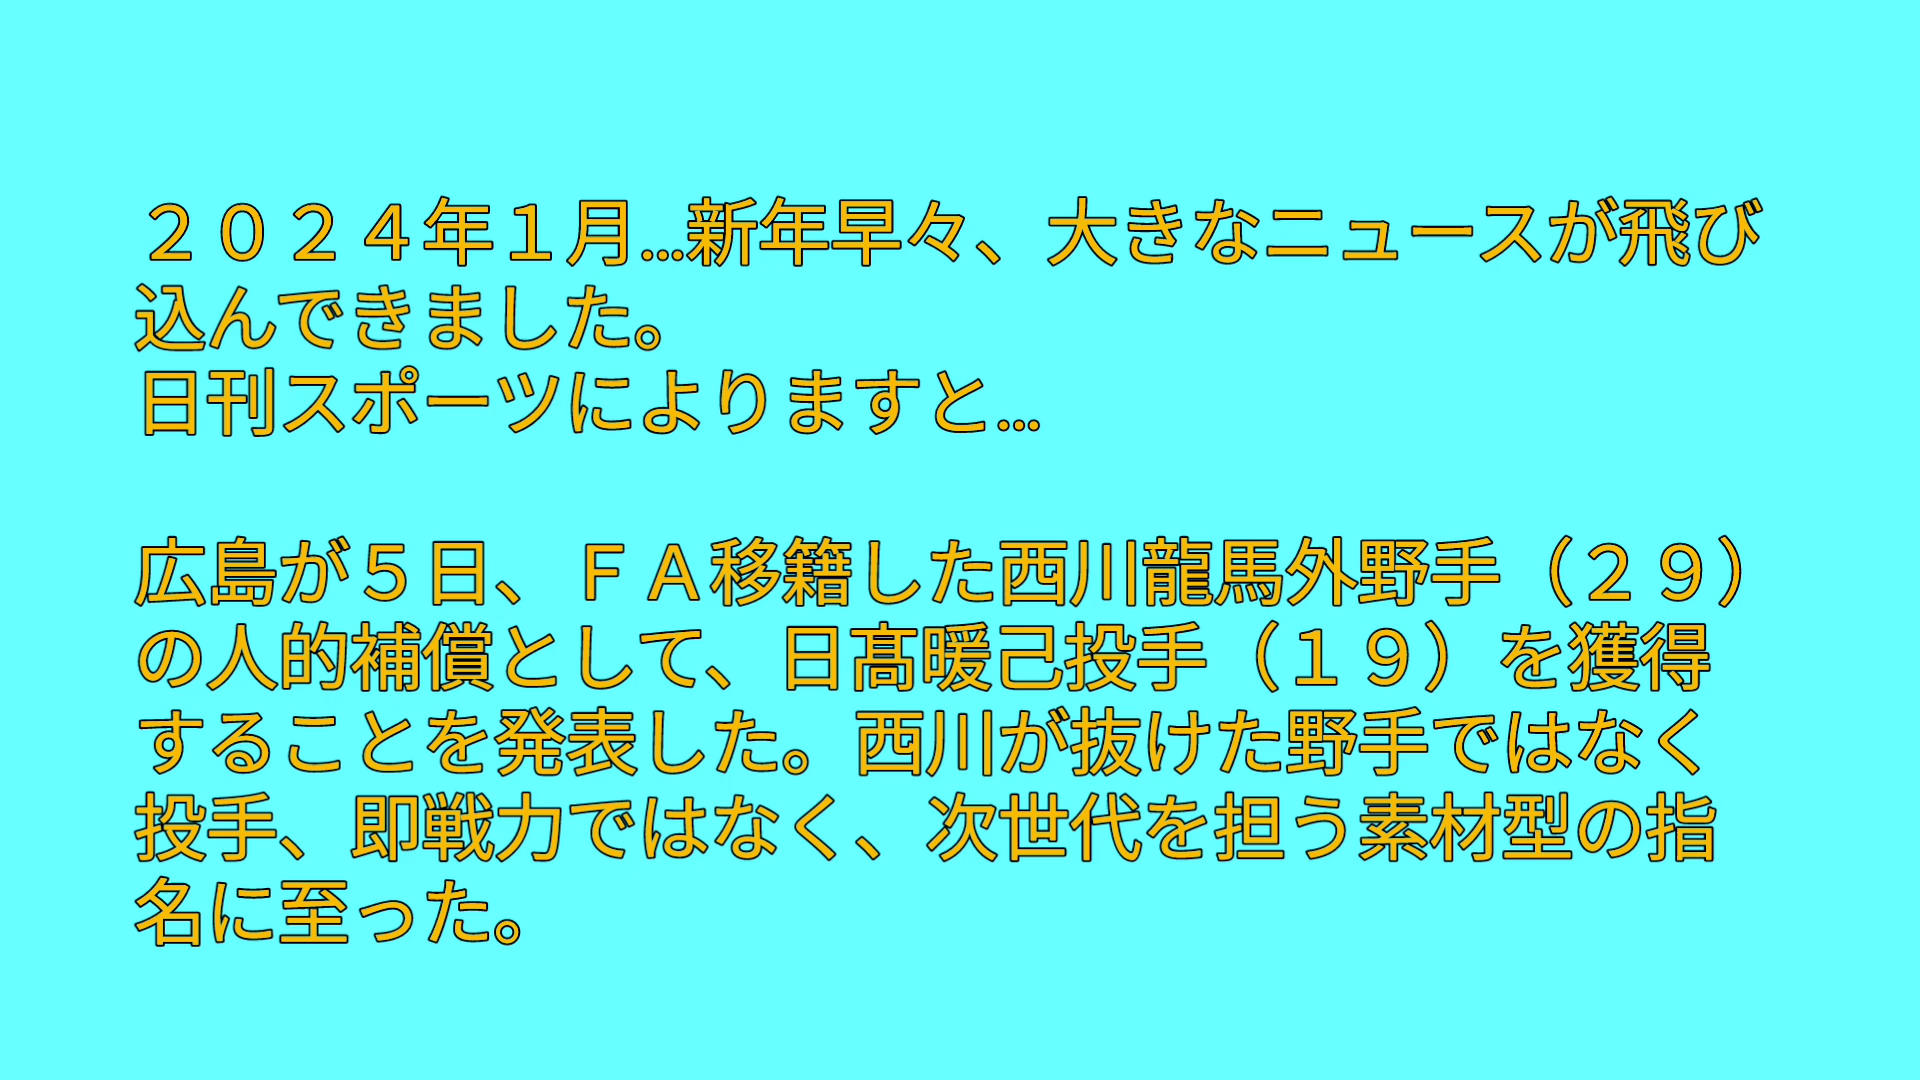 ２０２４年１月…新年早々、大きなニュースが飛び
込んできました。
日刊スポーツによりますと…
広島が５日、ＦＡ移籍した西川龍馬外野手（２９）
の人的補償として、日髙暖己投手（１９）を獲得
することを発表した。西川が抜けた野手ではなく
投手、即戦力ではなく、次世代を担う素材型の指
名に至った。